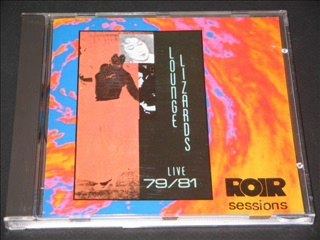 LOUNGE
LIZARDS
LIVE
79/81
ROIR
sessions